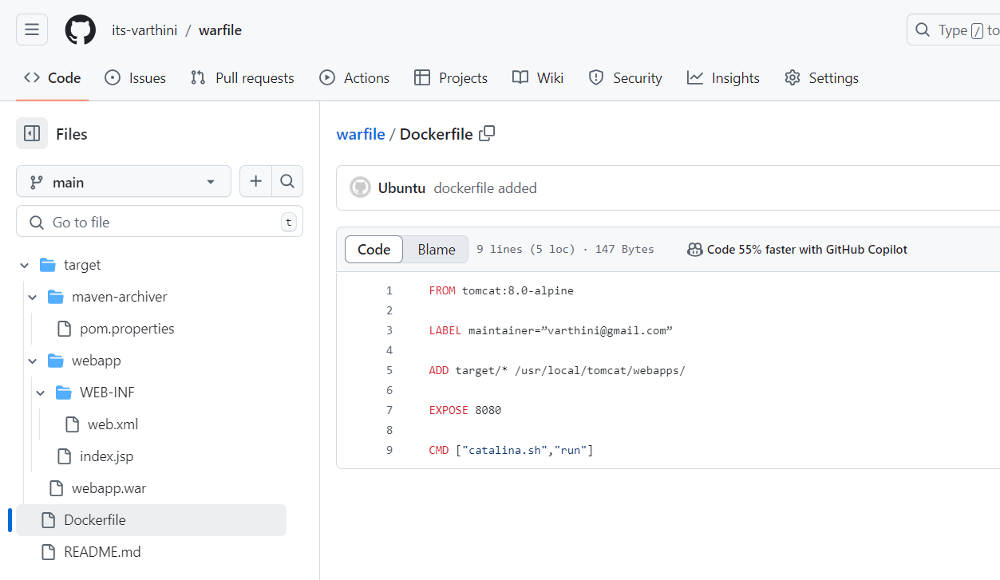 its-varthini / warfile
Type / to
Code Issues Pull requests Actions Projects Wiki Security Insights Settings
Files
main
Go to file t
target
maven-archiver
pom.properties
webapp
WEB-INF
web.xml
index.jsp
webapp.war
Dockerfile
README.md
warfile / Dockerfile
Ubuntu dockerfile added
Code Blame 9 lines (5 loc) · 147 Bytes Code 55% faster with GitHub Copilot
1 FROM tomcat:8.0-alpine
2
3 LABEL maintainer=”varthini@gmail.com”
4
5 ADD target/* /usr/local/tomcat/webapps/
6
7 EXPOSE 8080
8
9 CMD ["catalina.sh","run"]